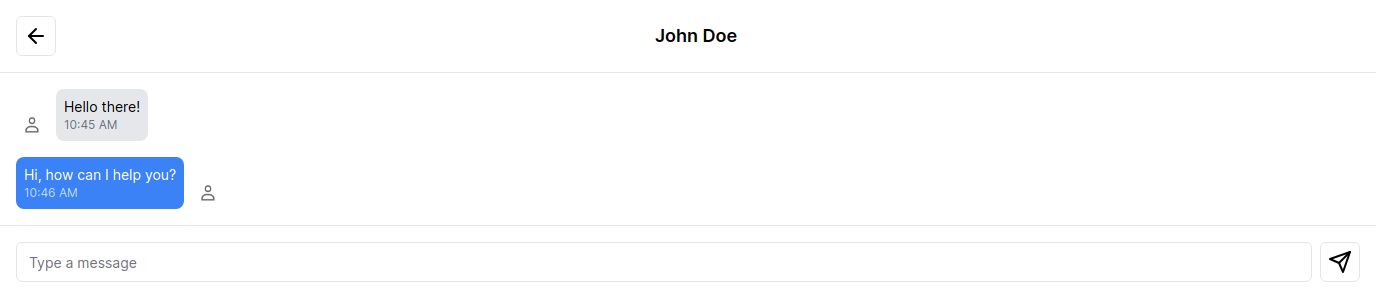 John Doe
Hello there!
10:45 AM
Hi, how can I help you?
10:46 AM
Type a message